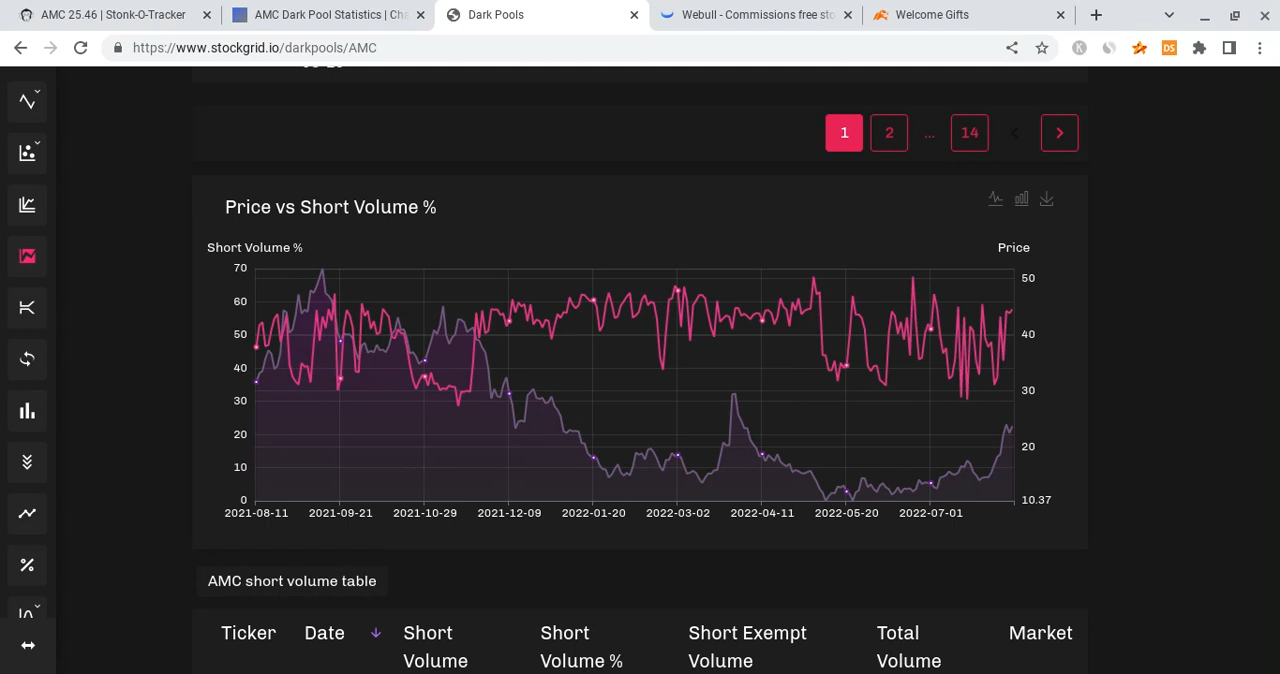 AMC 25.46 | Stonk-O-Tracker
AMC Dark Pool Statistics | Cha
Dark Pools
Webull - Commissions free sto
Welcome Gifts
https://www.stockgrid.io/darkpools/AMC
K
DS
1
2
...
14
Price vs Short Volume %
Short Volume %
Price
70
60
50
40
30
20
10
0
50
40
30
20
10.37
2021-08-11
2021-09-21
2021-10-29
2021-12-09
2022-01-20
2022-03-02
2022-04-11
2022-05-20
2022-07-01
AMC short volume table
Ticker
Date
Short
Volume
Short
Volume %
Short Exempt
Volume
Total
Volume
Market